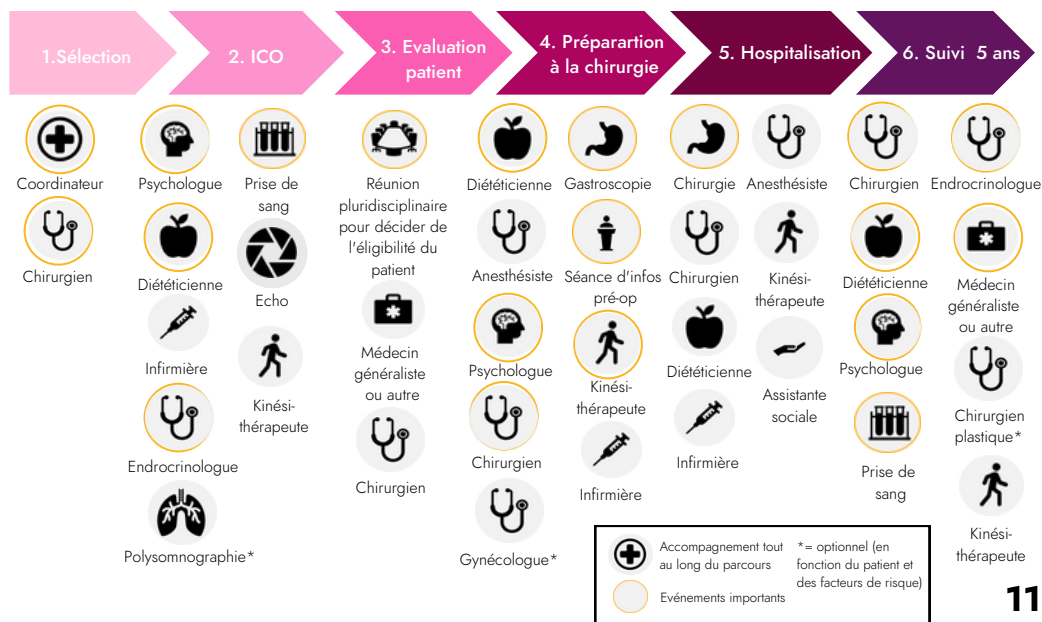 1.Sélection
2. ICO
3. Evaluation
patient
4. Préparartion
à la chirurgie
5. Hospitalisation
6. Suivi 5 ans
Coordinateur
Chirurgien
Psychologue
Diététicienne
Infirmière
Endocrinologue
Polysomnographie*
Prise de
sang
Echo
Kinési-
thérapeute
Réunion
pluridisciplinaire
pour décider de
l'éligibilité du
patient
Médecin
généraliste
ou autre
Chirurgien
Diététicienne
Anesthésiste
Psychologue
Chirurgien
Gynécologue*
Gastroscopie
Séance d'infos
pré-op
Kinési-
thérapeute
Infirmière
Chirurgie
Chirurgien
Diététicienne
Infirmière
Anesthésiste
Kinési-
thérapeute
Assistante
sociale
Chirurgien
Diététicienne
Psychologue
Prise de
sang
Endocrinologue
Médecin
généraliste
ou autre
Chirurgien
plastique*
Kinési-
thérapeute
Accompagnement tout
au long du parcours
Evénements importants
*= optionnel (en
fonction du patient et
des facteurs de risque)
11